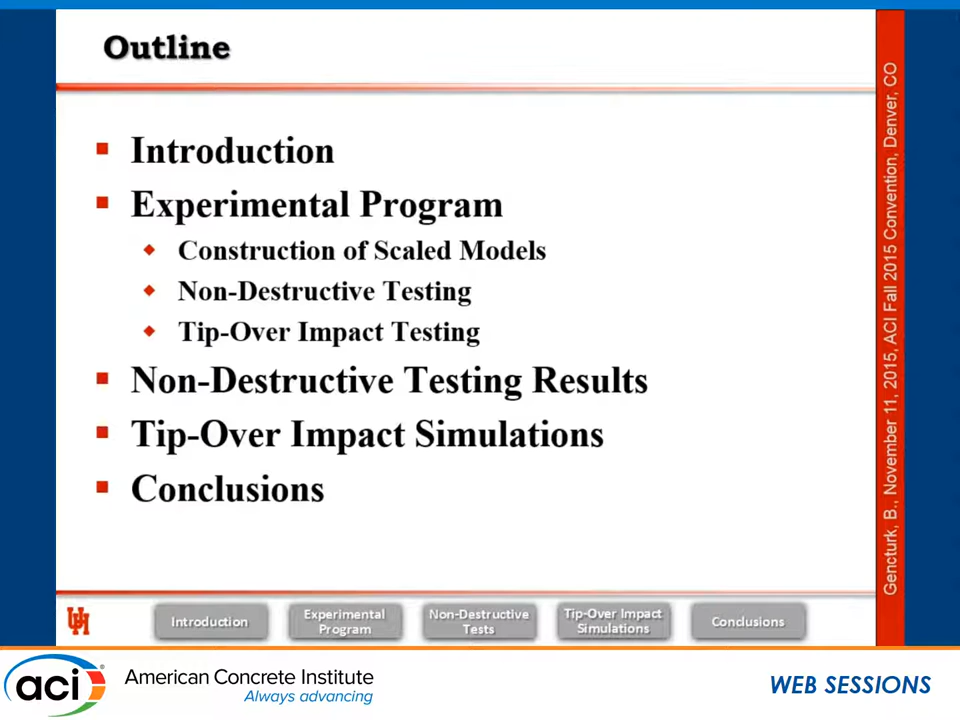 Outline
Introduction
Experimental Program
Construction of Scaled Models
Non-Destructive Testing
Tip-Over Impact Testing
Non-Destructive Testing Results
Tip-Over Impact Simulations
Conclusions
Gencturk, B., November 11, 2015, ACI Fall 2015 Convention, Denver, CO
UH
Introduction
Experimental
Program
Non-Destructive
Tests
Tip-Over Impact
Simulations
Conclusions
aci®
American Concrete Institute
Always advancing
WEB SESSIONS